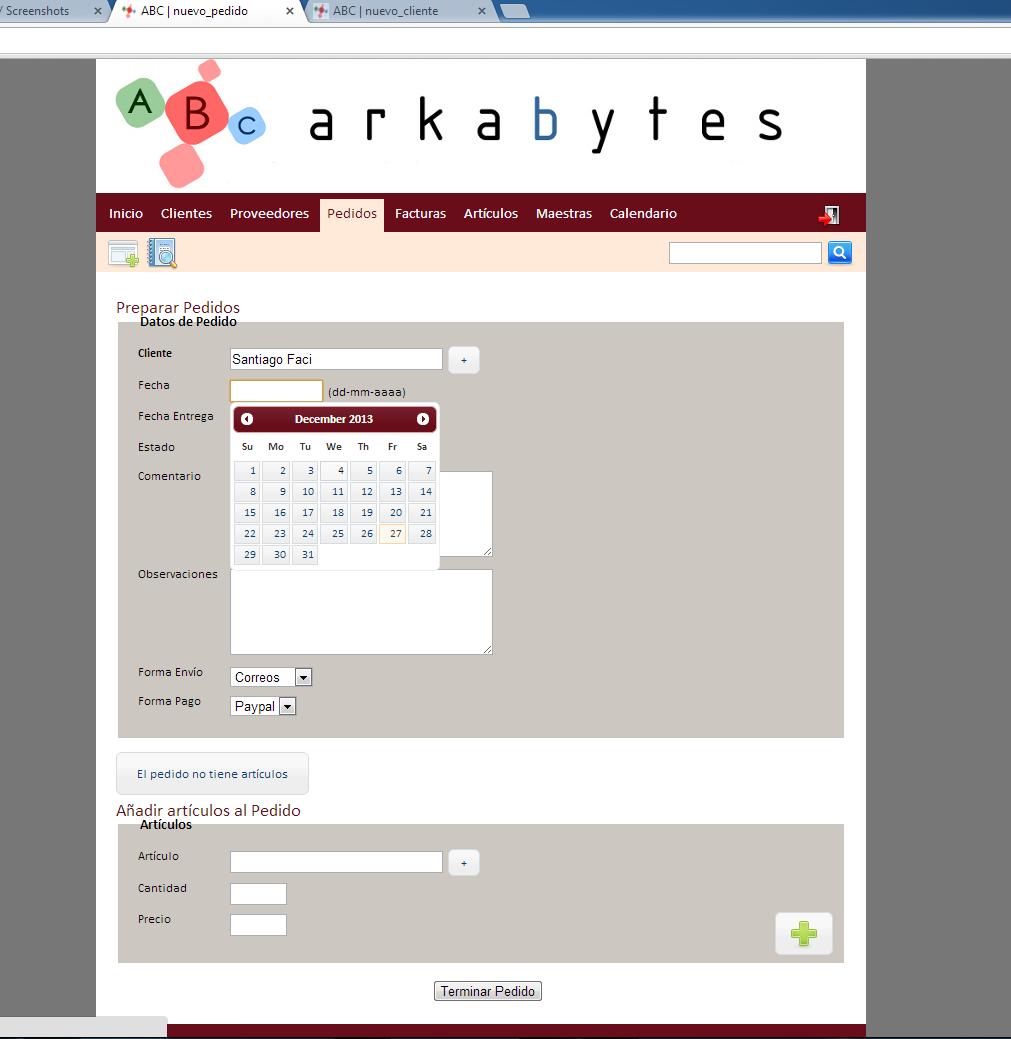 / Screenshots
ABC | nuevo_pedido
ABC | nuevo_cliente
A B C arkabytes
Inicio Clientes Proveedores Pedidos Facturas Artículos Maestras Calendario
Preparar Pedidos
Datos de Pedido
Cliente Santiago Faci +
Fecha (dd-mm-aaaa)
Fecha Entrega
Estado
Comentario
December 2013
Su Mo Tu We Th Fr Sa
1 2 3 4 5 6 7
8 9 10 11 12 13 14
15 16 17 18 19 20 21
22 23 24 25 26 27 28
29 30 31
Observaciones
Forma Envío Correos
Forma Pago Paypal
El pedido no tiene artículos
Añadir artículos al Pedido
Artículos
Artículo +
Cantidad
Precio
Terminar Pedido